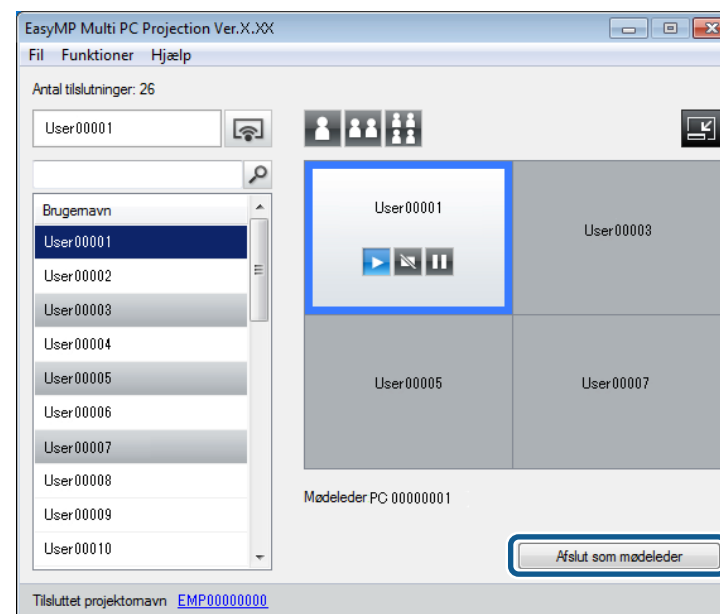 EasyMP Multi PC Projection Ver.X.XX
Fil Funktioner Hjælp
Antal tilslutninger: 26
User00001
Brugernavn
User00001
User00002
User00003
User00004
User00005
User00006
User00007
User00008
User00009
User00010
User00001
User00003
User00005
User00007
Mødeleder PC 00000001
Afslut som mødeleder
Tilsluttet projektornavn EMP00000000